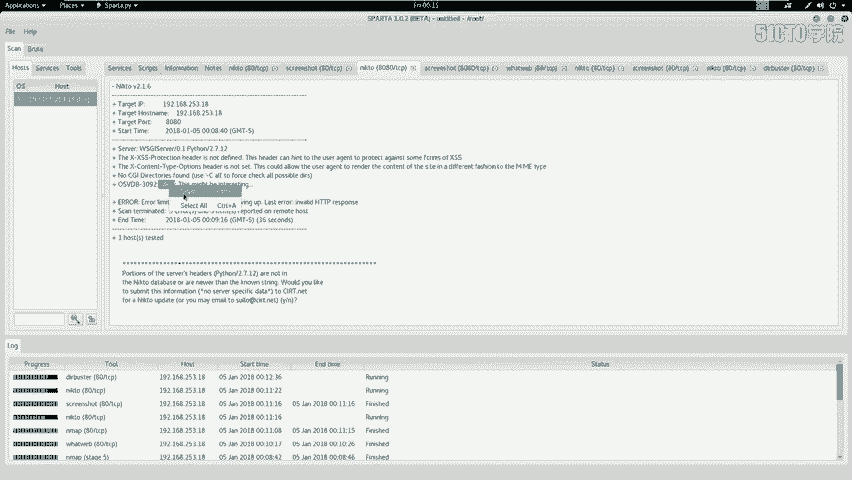 Applications ▾ Places ▾ Sparta.py ▾ Fri 00:15
SPARTA 1.0.2 (BETA) - untitled - /root/
51CTO学院
File Help
Scan Brute
Hosts Services Tools
Services Scripts Information Notes nikto (80/tcp) screenshot (80/tcp) nikto (8080/tcp) screenshot (8080/tcp) whatweb (80/tcp) nikto (80/tcp) screenshot (80/tcp) nikto (80/tcp) dirbuster (80/tcp)
OS Host
- Nikto v2.1.6
+ Target IP: 192.168.253.18
+ Target Hostname: 192.168.253.18
+ Target Port: 8080
+ Start Time: 2018-01-05 00:08:40 (GMT-5)
+ Server: WSGIServer/0.1 Python/2.7.12
+ The X-XSS-Protection header is not defined. This header can hint to the user agent to protect against some forms of XSS
+ The X-Content-Type-Options header is not set. This could allow the user agent to render the content of the site in a different fashion to the MIME type
+ No CGI Directories found (use '-C all' to force check all possible dirs)
+ OSVDB-3092: This might be interesting...
+ ERROR: Error limit ving up. Last error: invalid HTTP response
Select All Ctrl+A
+ Scan terminated: reported on remote host
+ End Time: 2018-01-05 00:09:16 (GMT-5) (36 seconds)
+ 1 host(s) tested
Portions of the server's headers (Python/2.7.12) are not in
the Nikto database or are newer than the known string. Would you like
to submit this information (*no server specific data*) to CIRT.net
for a Nikto update (or you may email to sullo@cirt.net) (y/n)?
Log
Progress Tool Host Start time End time Status
dirbuster (80/tcp) 192.168.253.18 05 Jan 2018 00:12:36 Running
nikto (80/tcp) 192.168.253.18 05 Jan 2018 00:11:22 Running
screenshot (80/tcp) 192.168.253.18 05 Jan 2018 00:11:16 05 Jan 2018 00:11:16 Finished
nikto (80/tcp) 192.168.253.18 05 Jan 2018 00:11:16 Running
nmap (80/tcp) 192.168.253.18 05 Jan 2018 00:11:08 05 Jan 2018 00:11:15 Finished
whatweb (80/tcp) 192.168.253.18 05 Jan 2018 00:10:17 05 Jan 2018 00:10:26 Finished
nmap (stage 5) 192.168.253.18 05 Jan 2018 00:08:42 05 Jan 2018 00:08:46 Finished